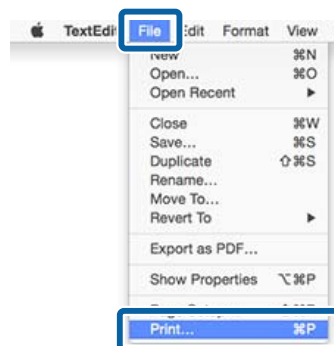 TextEdit File Edit Format View
New ⌘N
Open... ⌘O
Open Recent ▶
Close ⌘W
Save... ⌘S
Duplicate ⇧⌘S
Rename...
Move To...
Revert To ▶
Export as PDF...
Show Properties ⌥⌘P
Print... ⌘P